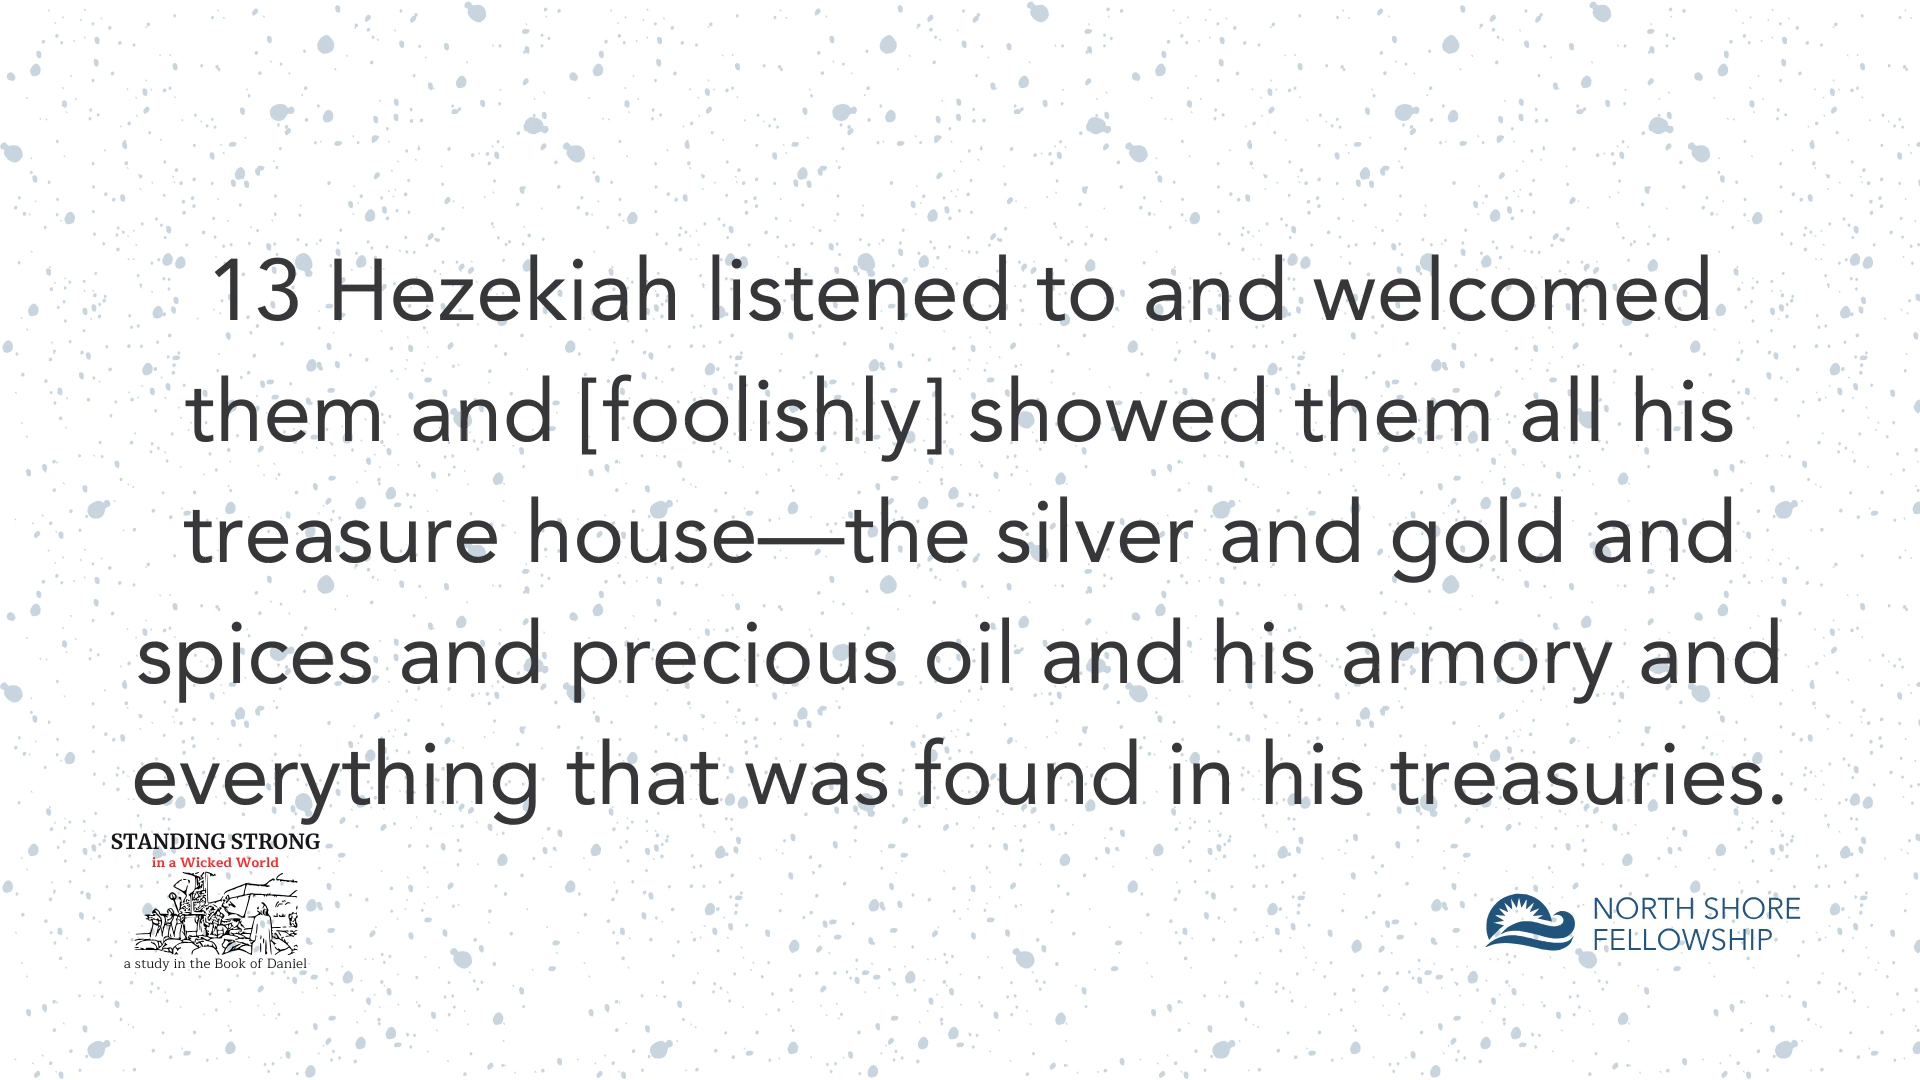 13 Hezekiah listened to and welcomed
them and [foolishly] showed them all his
treasure house—the silver and gold and
spices and precious oil and his armory and
everything that was found in his treasuries.
STANDING STRONG
in a Wicked World
a study in the Book of Daniel
NORTH SHORE
FELLOWSHIP